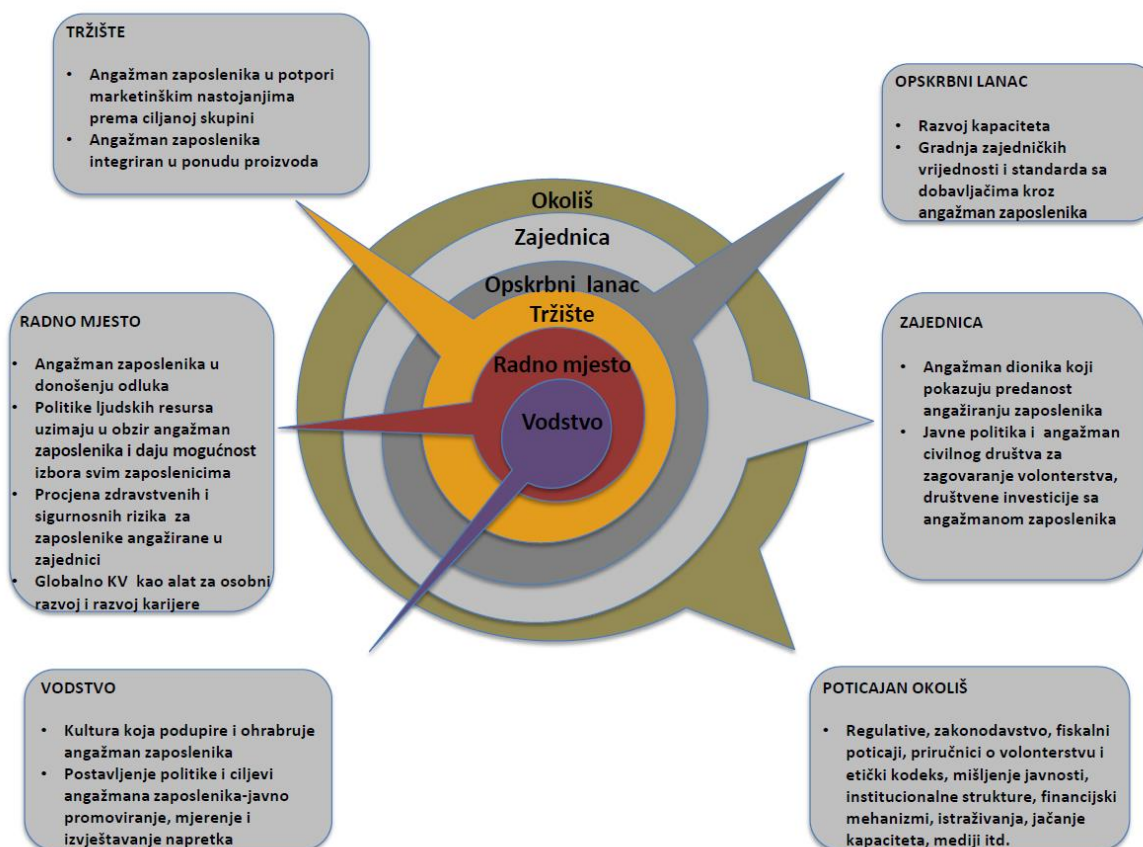 TRŽIŠTE
• Angažman zaposlenika u potpori
marketinškim nastojanjima
prema ciljanoj skupini
• Angažman zaposlenika
integriran u ponudu proizvoda
OPSKRBNI LANAC
• Razvoj kapaciteta
• Gradnja zajedničkih
vrijednosti i standarda sa
dobavljačima kroz
angažman zaposlenika
Okoliš
Zajednica
Opskrbni lanac
Tržište
Radno mjesto
Vodstvo
RADNO MJESTO
• Angažman zaposlenika u
donošenju odluka
• Politike ljudskih resursa
uzimaju u obzir angažman
zaposlenika i daju mogućnost
izbora svim zaposlenicima
• Procjena zdravstvenih i
sigurnosnih rizika za
zaposlenike angažirane u
zajednici
• Globalno KV kao alat za osobni
razvoj i razvoj karijere
ZAJEDNICA
• Angažman dionika koji
pokazuju predanost
angažiranju zaposlenika
• Javne politika i angažman
civilnog društva za
zagovaranje volonterstva,
društvene investicije sa
angažmanom zaposlenika
VODSTVO
• Kultura koja podupire i ohrabruje
angažman zaposlenika
• Postavljenje politike i ciljevi
angažmana zaposlenika-javno
promoviranje, mjerenje i
izvještavanje napretka
POTICAJAN OKOLIŠ
• Regulative, zakonodavstvo, fiskalni
poticaji, priručnici o volonterstvu i
etički kodeks, mišljenje javnosti,
institucionalne strukture, financijski
mehanizmi, istraživanja, jačanje
kapaciteta, mediji itd.